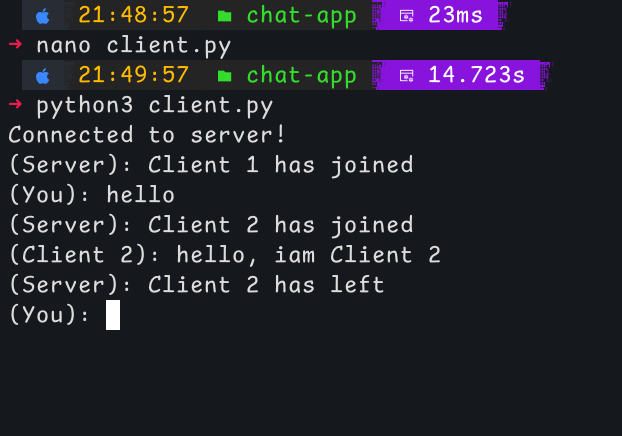 21:48:57 chat-app 23ms
→ nano client.py
21:49:57 chat-app 14.723s
→ python3 client.py
Connected to server!
(Server): Client 1 has joined
(You): hello
(Server): Client 2 has joined
(Client 2): hello, iam Client 2
(Server): Client 2 has left
(You):